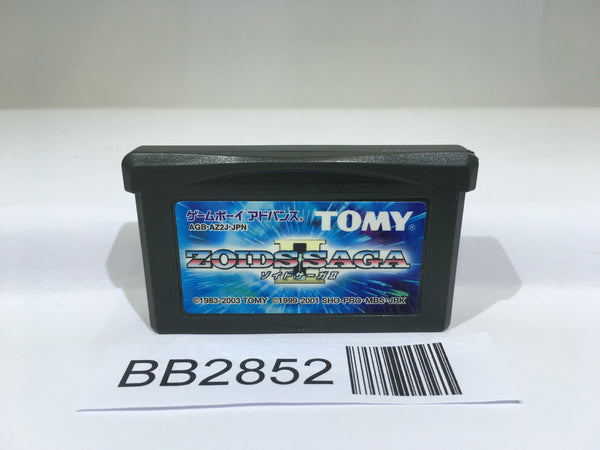 ゲームボーイ アドバンス®
AGB-AZ2J-JPN
TOMY®
ZOIDS SAGA II
ゾイドサーガII
©1983-2003 TOMY ©1999-2001 SHO-PRO・MBS・JRK
BB2852